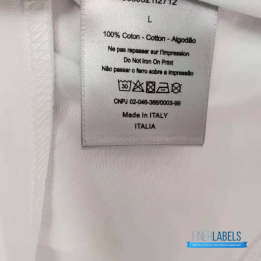 L
100% Coton - Cotton - Algodão
Ne pas repasser sur l'impression
Do Not Iron On Print
Não passar o ferro sobre a impressão
CNPJ 02-046-386/0003-99
Made In ITALY
ITALIA
FINERLABELS